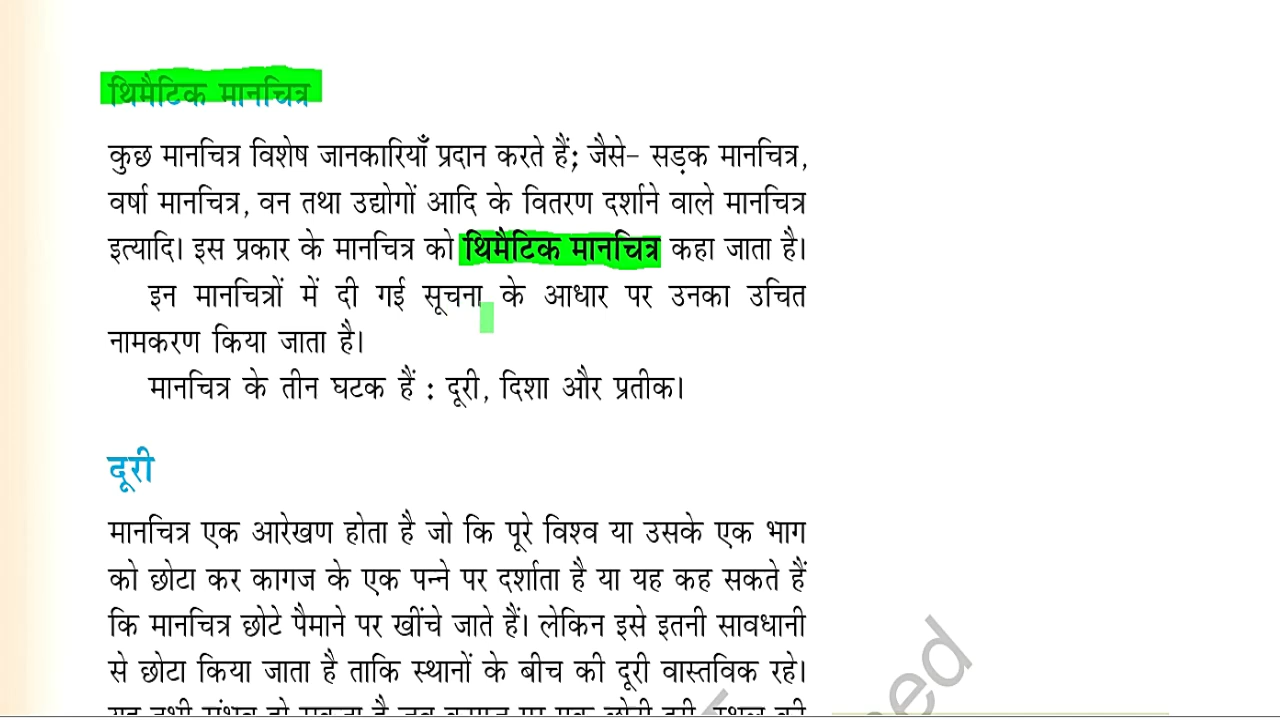 थिमैटिक मानचित्र
कुछ मानचित्र विशेष जानकारियाँ प्रदान करते हैं; जैसे– सड़क मानचित्र,
वर्षा मानचित्र, वन तथा उद्योगों आदि के वितरण दर्शाने वाले मानचित्र
इत्यादि। इस प्रकार के मानचित्र को थिमैटिक मानचित्र कहा जाता है।
इन मानचित्रों में दी गई सूचना के आधार पर उनका उचित
नामकरण किया जाता है।
मानचित्र के तीन घटक हैं : दूरी, दिशा और प्रतीक।
दूरी
मानचित्र एक आरेखण होता है जो कि पूरे विश्व या उसके एक भाग
को छोटा कर कागज के एक पन्ने पर दर्शाता है या यह कह सकते हैं
कि मानचित्र छोटे पैमाने पर खींचे जाते हैं। लेकिन इसे इतनी सावधानी
से छोटा किया जाता है ताकि स्थानों के बीच की दूरी वास्तविक रहे।